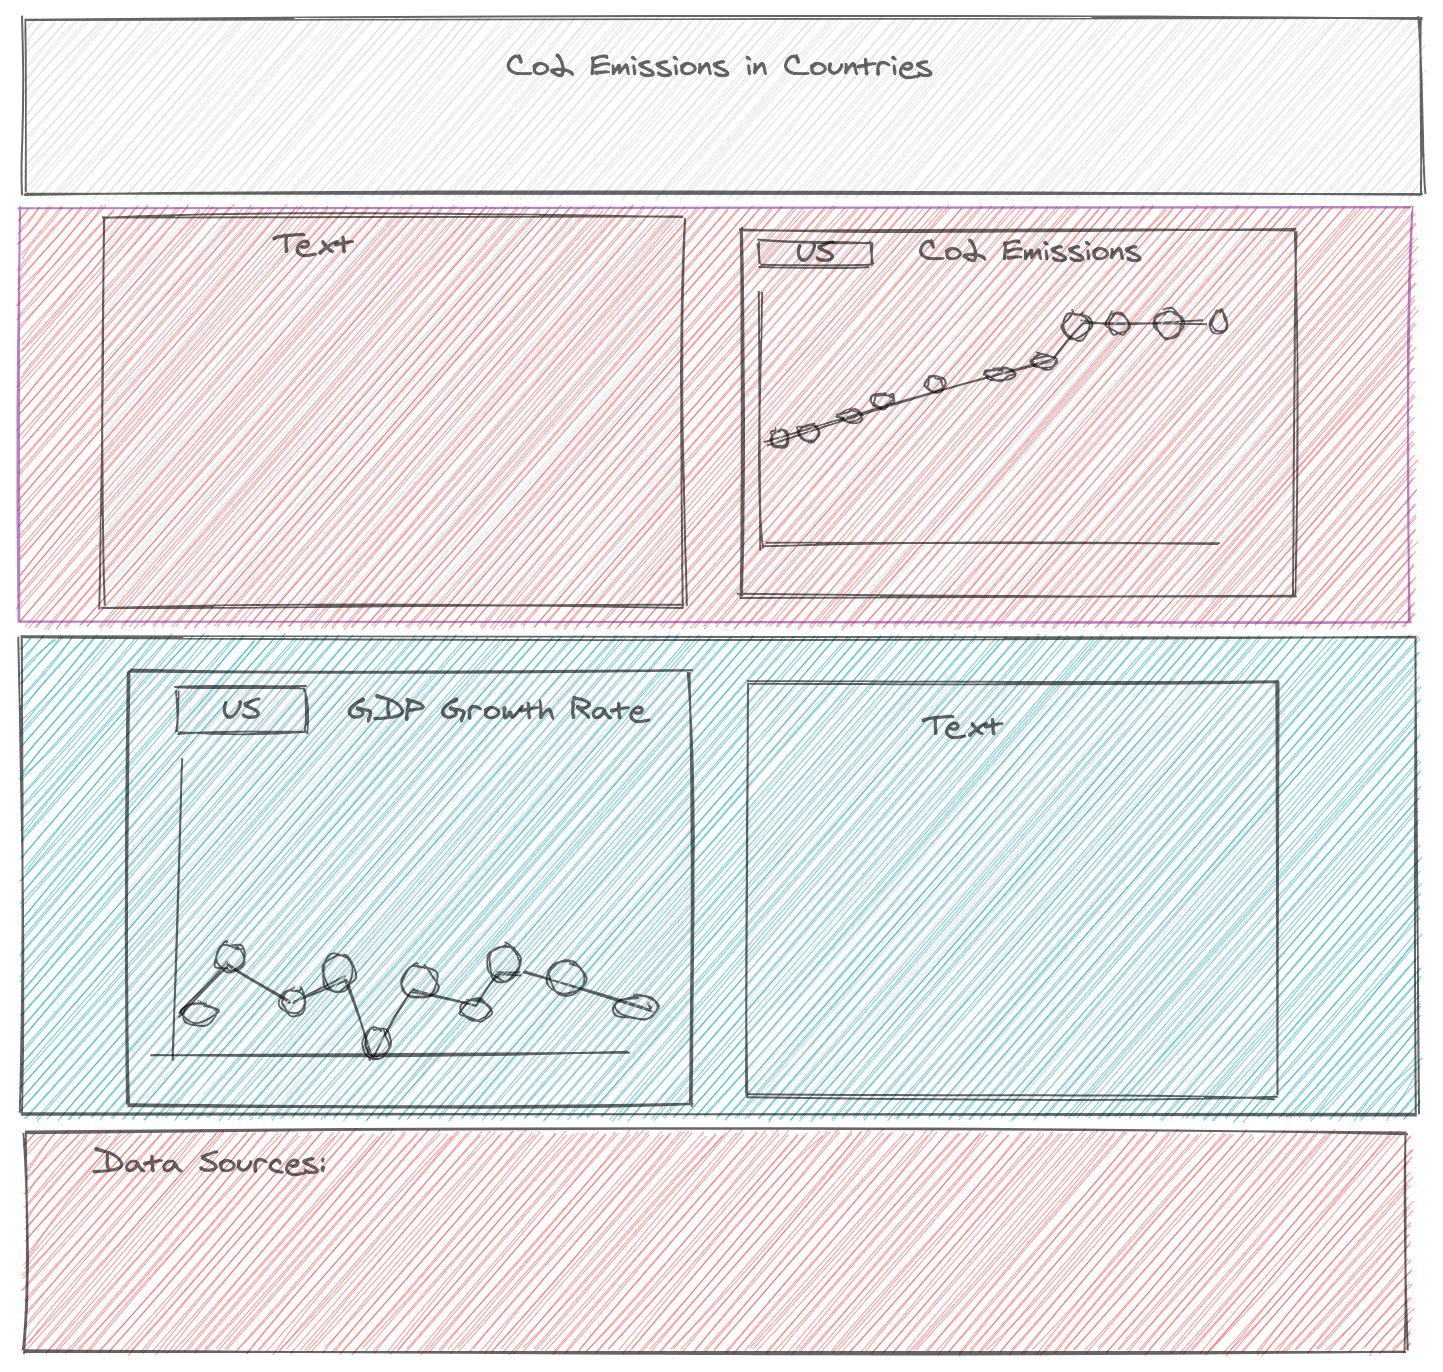 Co2 Emissions in Countries
Text
US
Co2 Emissions
US
GDP Growth Rate
Text
Data Sources: